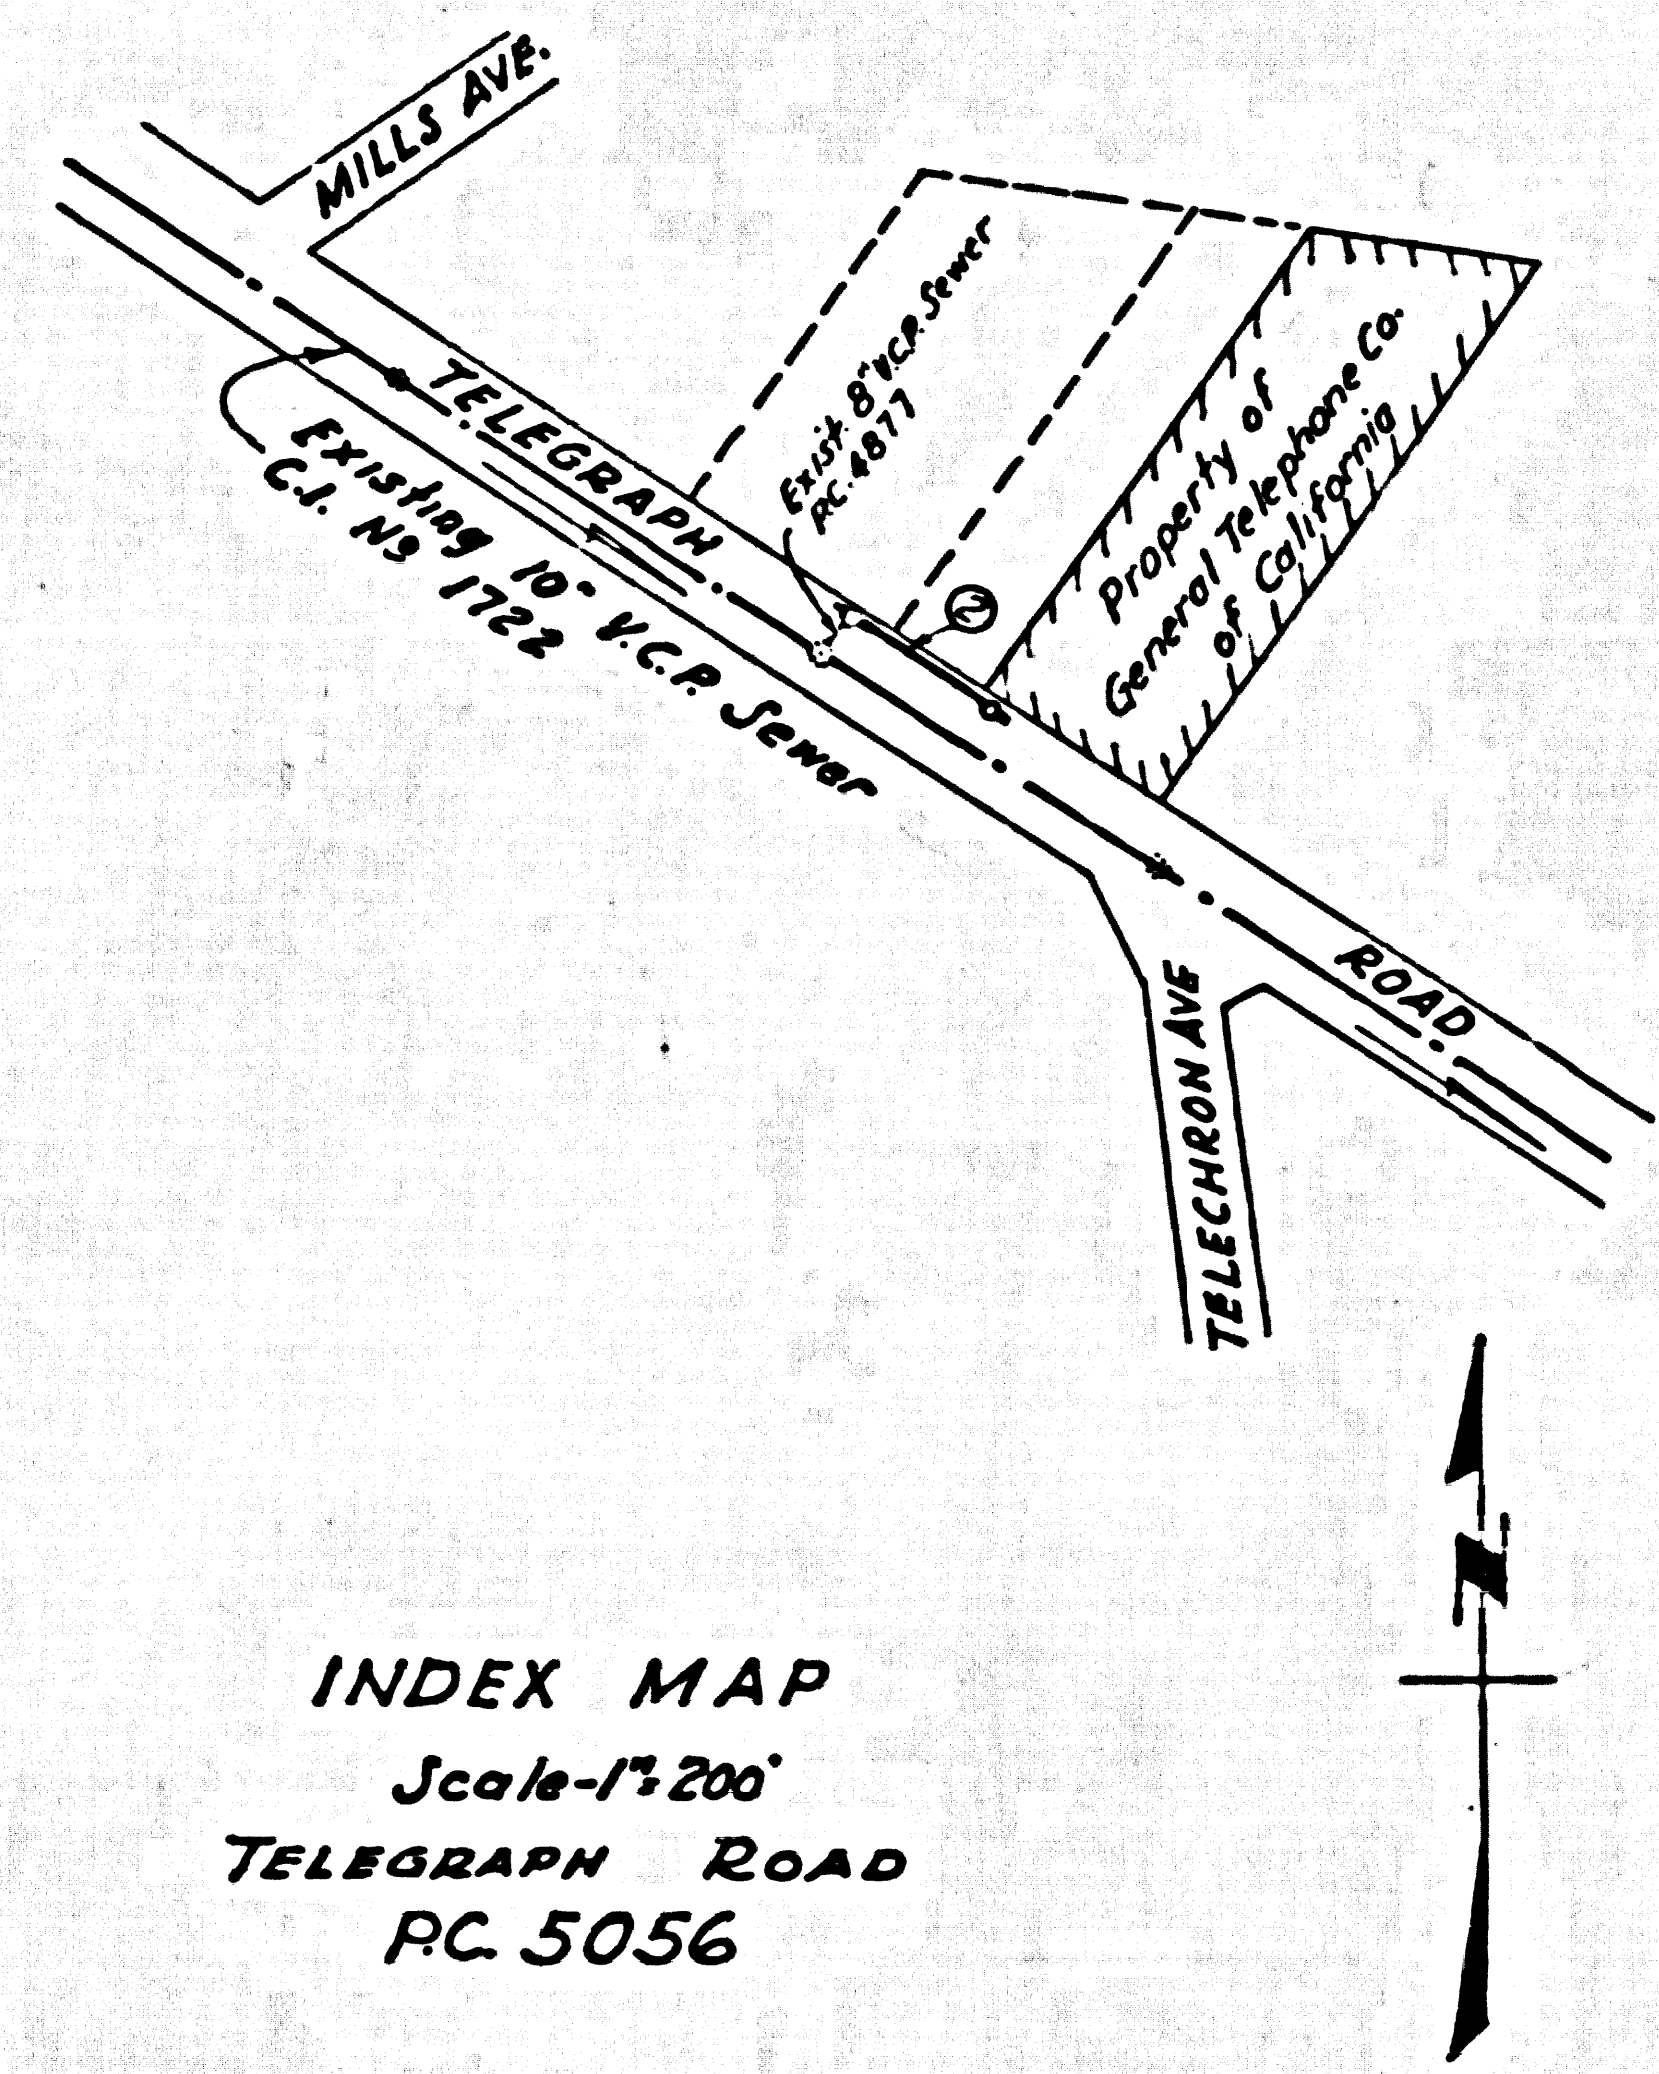 MILLS AVE.
TELEGRAPH ROAD
Existing 10" V.C.P. Sewer
C.I. Nº 1722
Exist. 8" V.C.P. Sewer
P.C. 4877
2
Property of
General Telephone Co.
of California
TELECHRON AVE
N
INDEX MAP
Scale-1"=200'
TELEGRAPH ROAD
P.C. 5056